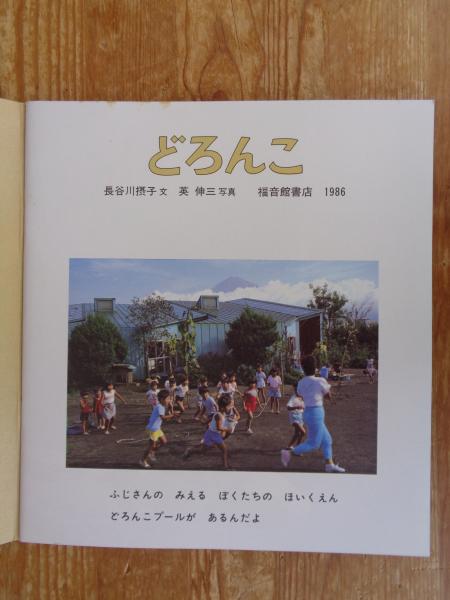 どろんこ
長谷川摂子 文　英 伸三 写真　福音館書店　1986
ふじさんの　みえる　ぼくたちの　ほいくえん
どろんこプールが　あるんだよ